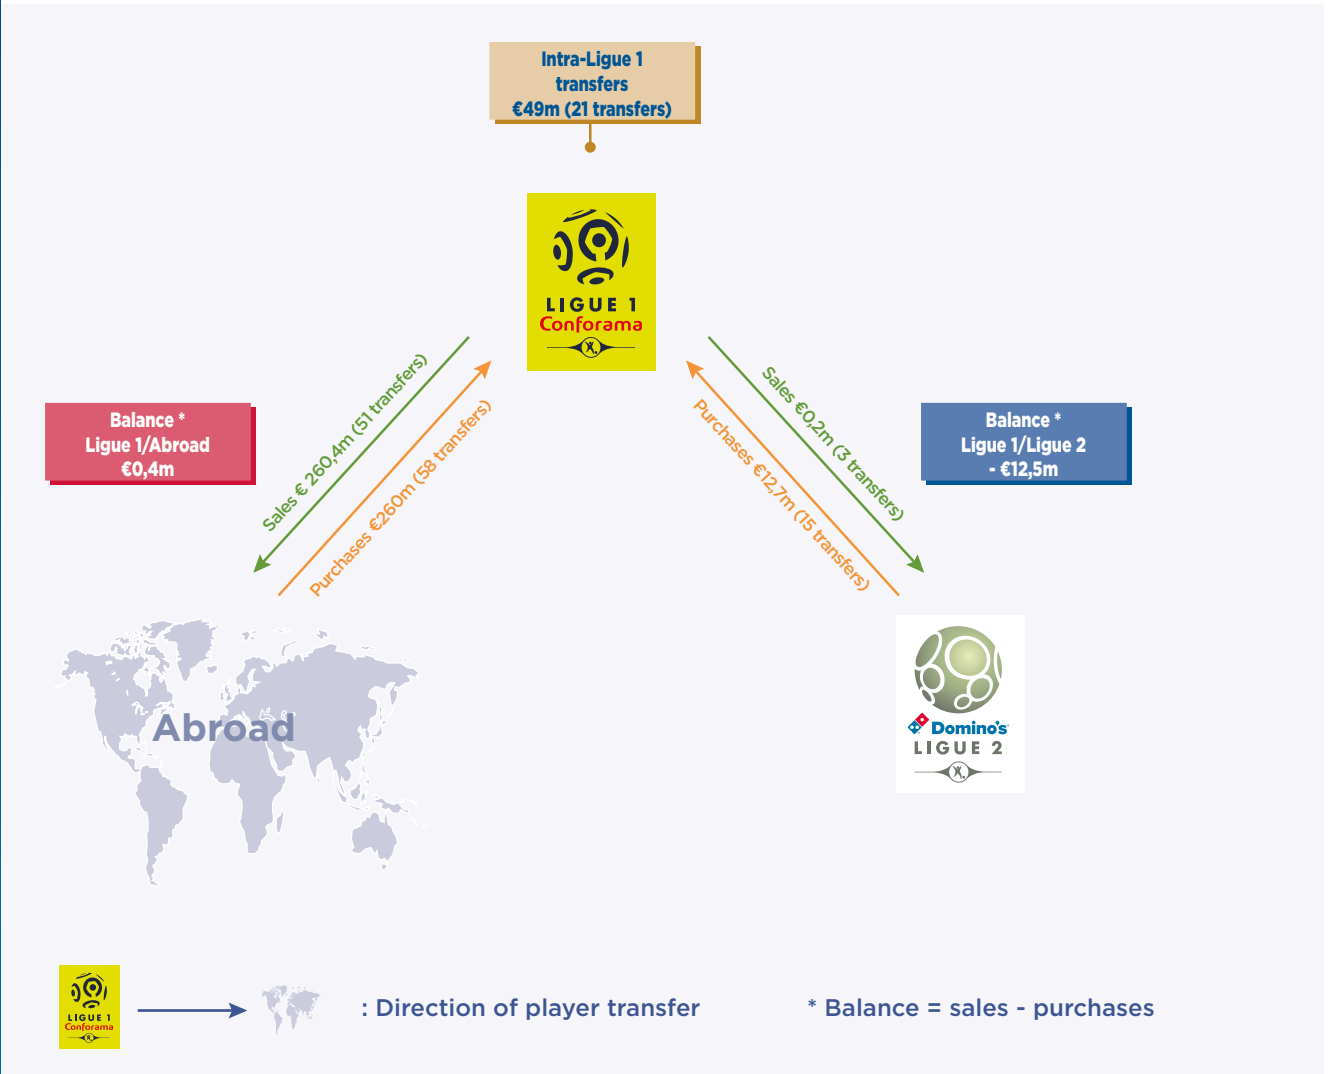 Intra-Ligue 1
transfers
€49m (21 transfers)
LIGUE 1
Conforama
Sales € 260,4m (51 transfers)
Purchases €260m (58 transfers)
Sales €0,2m (3 transfers)
Purchases €12,7m (15 transfers)
Balance *
Ligue 1/Abroad
€0,4m
Balance *
Ligue 1/Ligue 2
- €12,5m
Abroad
Domino's
LIGUE 2
LIGUE 1
Conforama
: Direction of player transfer
* Balance = sales - purchases